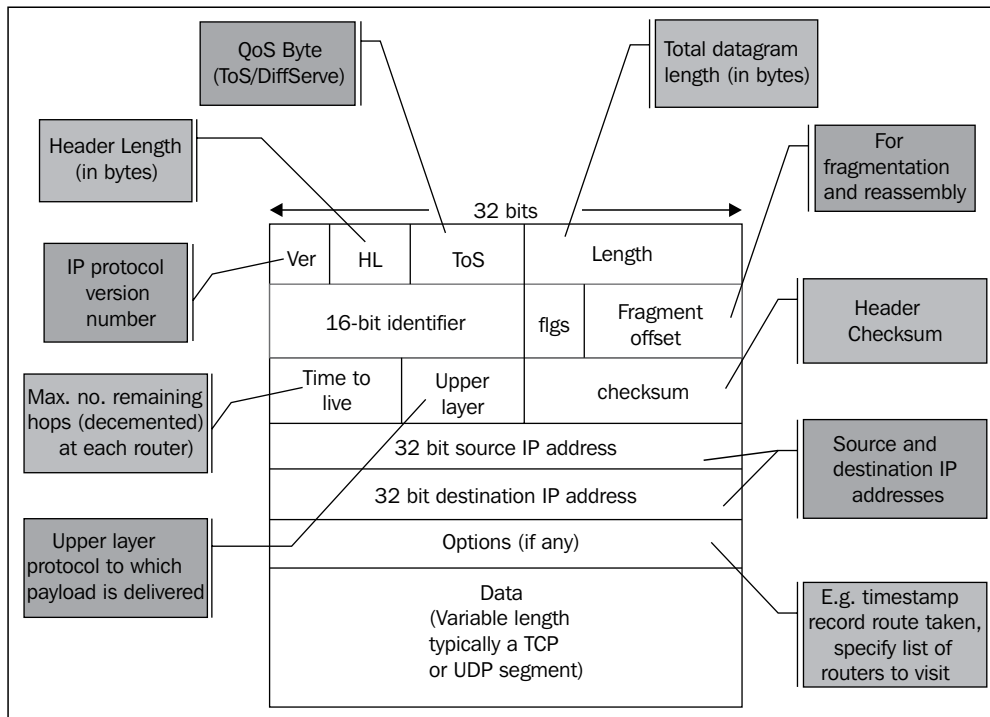 QoS Byte
(ToS/DiffServe)
Total datagram
length (in bytes)
Header Length
(in bytes)
For
fragmentation
and reassembly
32 bits
IP protocol
version
number
Ver
HL
ToS
Length
16-bit identifier
flgs
Fragment
offset
Header
Checksum
Max. no. remaining
hops (decemented)
at each router)
Time to
live
Upper
layer
checksum
32 bit source IP address
32 bit destination IP address
Source and
destination IP
addresses
Upper layer
protocol to which
payload is delivered
Options (if any)
Data
(Variable length
typically a TCP
or UDP segment)
E.g. timestamp
record route taken,
specify list of
routers to visit